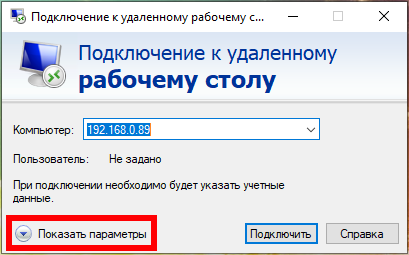 Подключение к удаленному рабочему с...
Подключение к удаленному
рабочему столу
Компьютер: 192.168.0.89
Пользователь: Не задано
При подключении необходимо будет указать учетные
данные.
Показать параметры Подключить Справка